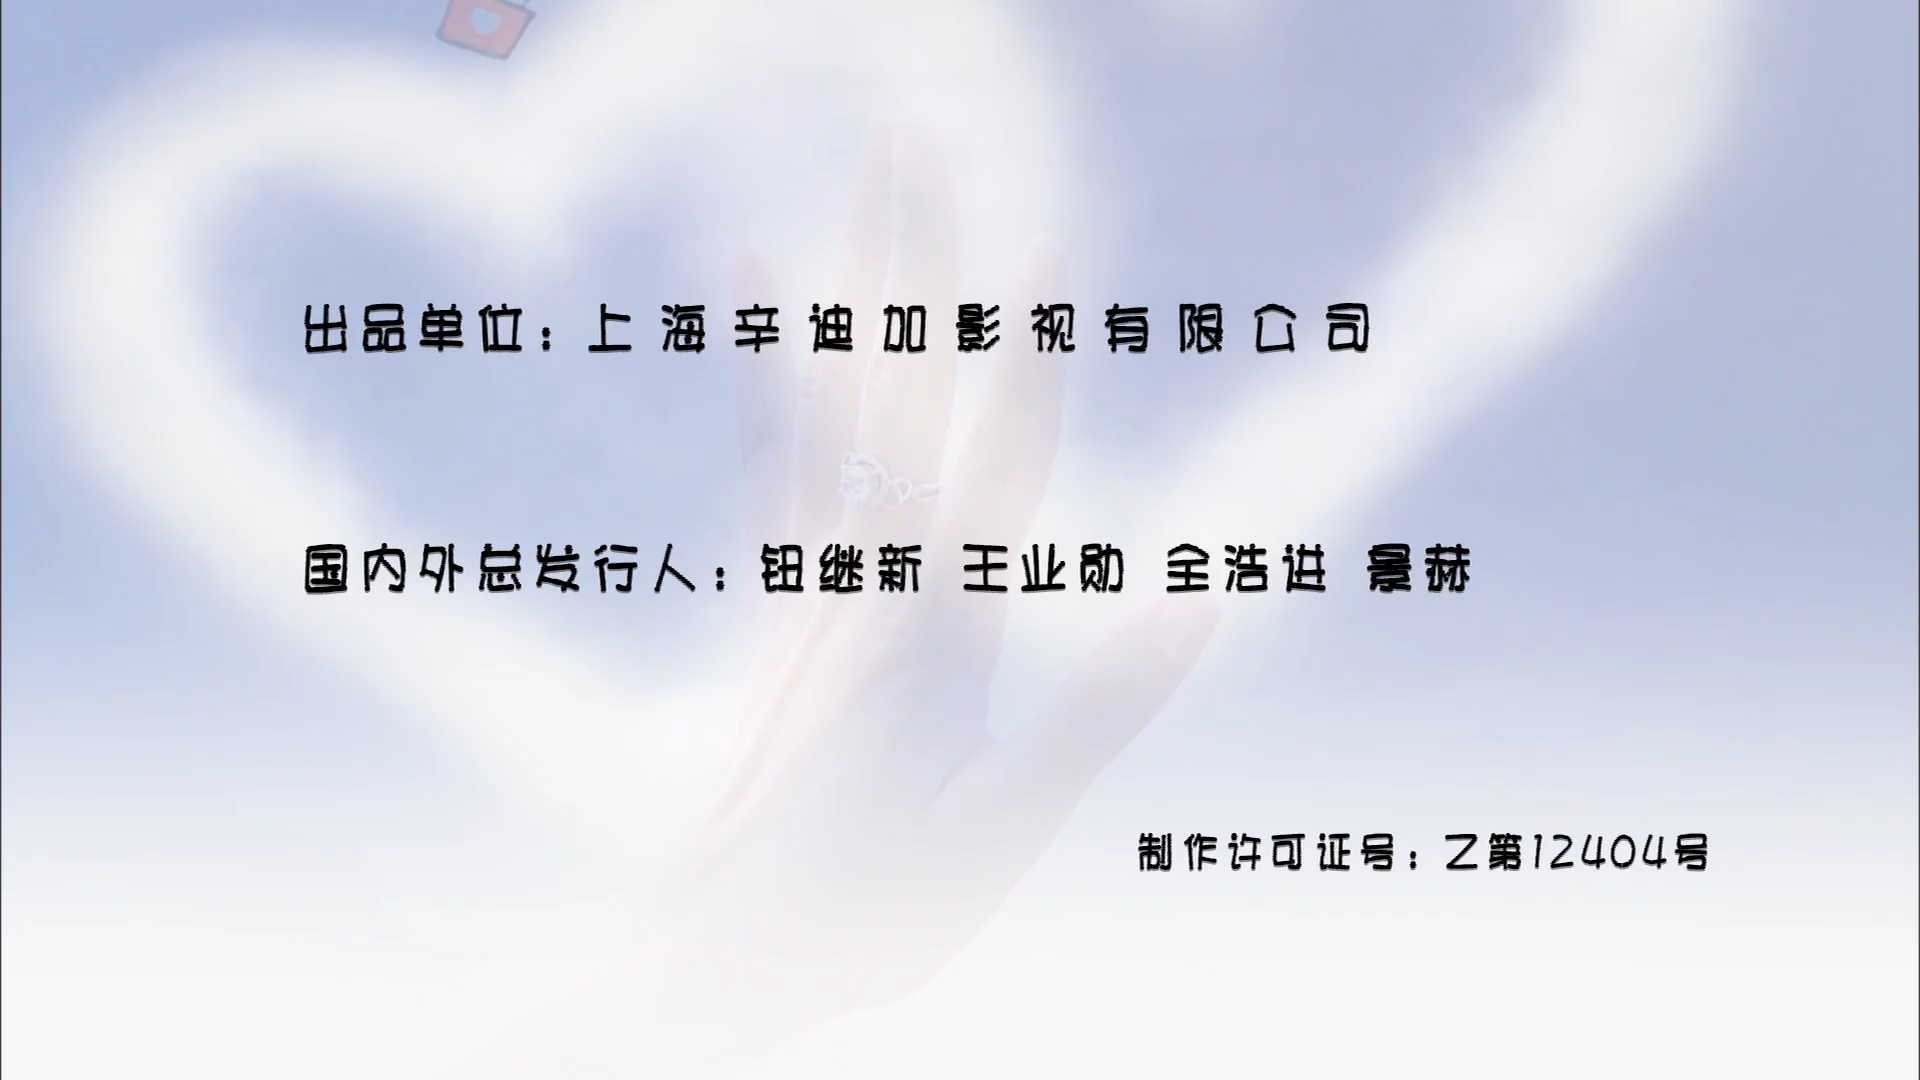 出品单位：上海辛迪加影视有限公司
国内外总发行人：钮继新 王业勋 全浩进 景赫
制作许可证号：乙第12404号